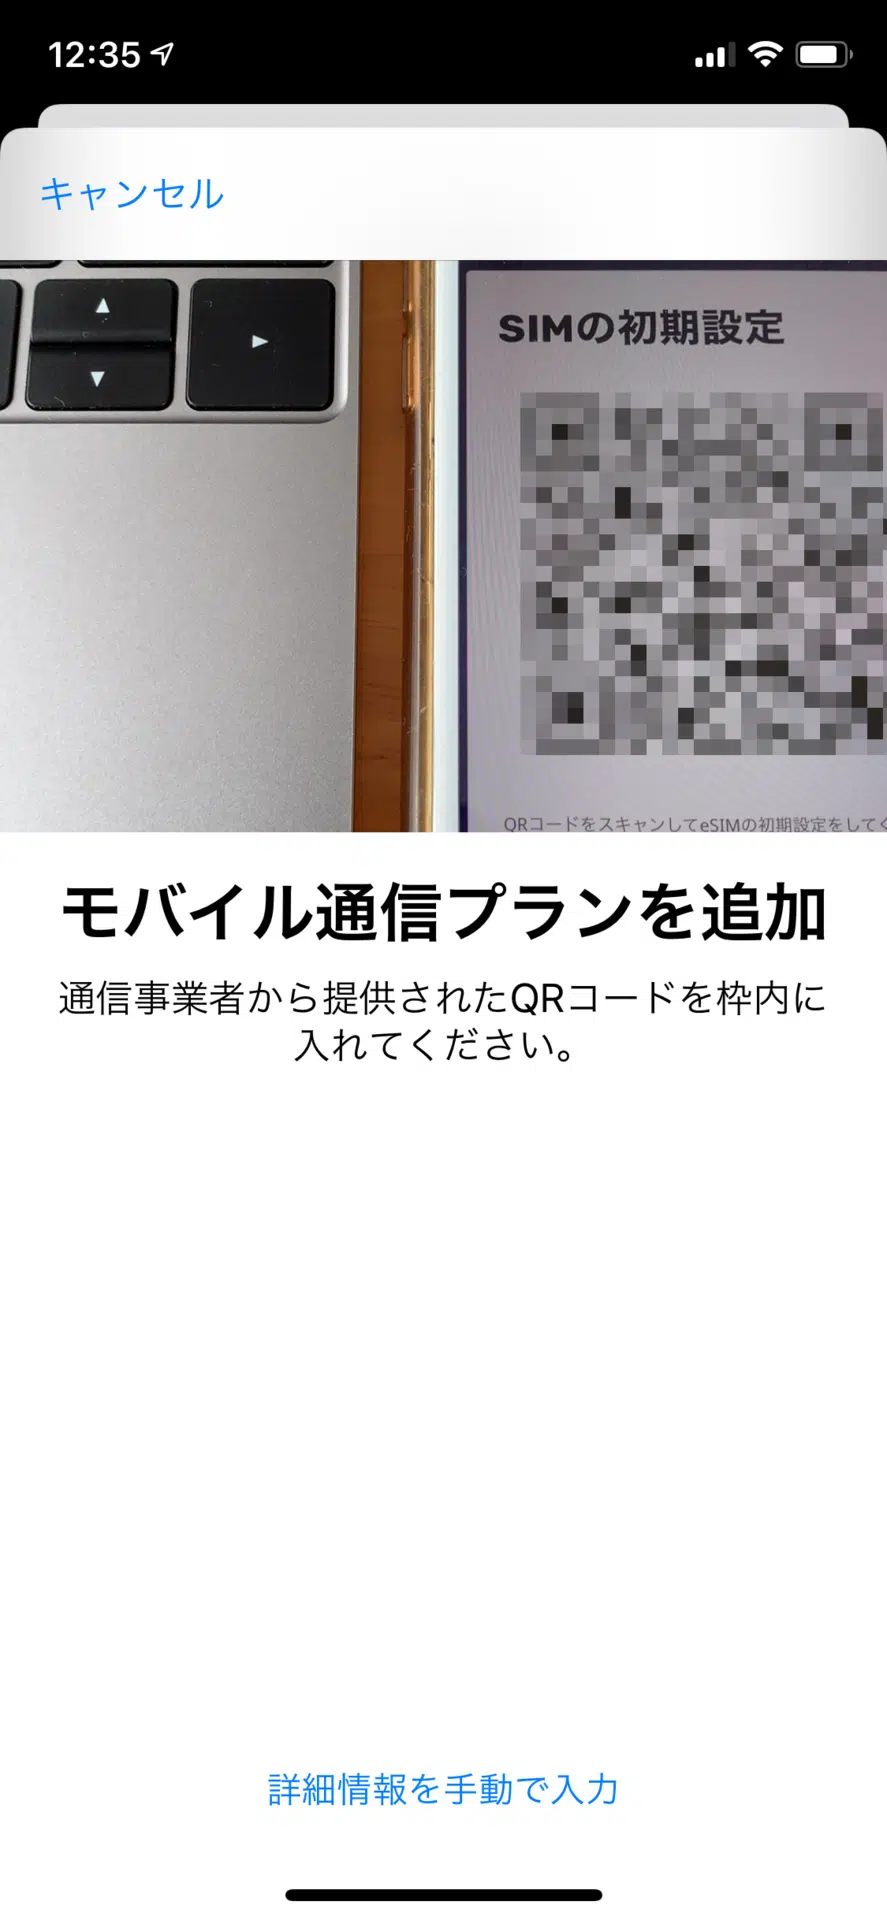 12:35
キャンセル
SIMの初期設定
QRコードをスキャンしてeSIMの初期設定をして
モバイル通信プランを追加
通信事業者から提供されたQRコードを枠内に
入れてください。
詳細情報を手動で入力